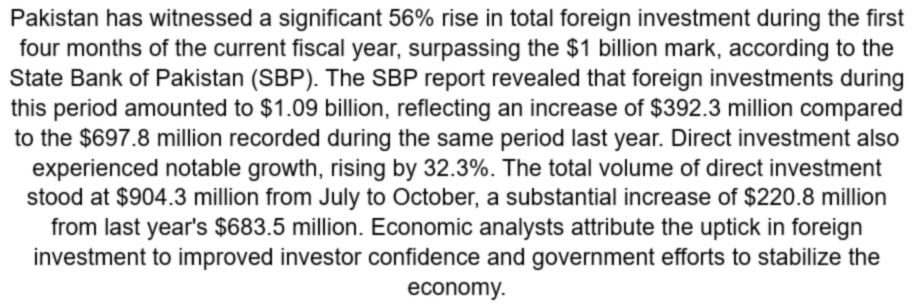 Pakistan has witnessed a significant 56% rise in total foreign investment during the first
four months of the current fiscal year, surpassing the $1 billion mark, according to the
State Bank of Pakistan (SBP). The SBP report revealed that foreign investments during
this period amounted to $1.09 billion, reflecting an increase of $392.3 million compared
to the $697.8 million recorded during the same period last year. Direct investment also
experienced notable growth, rising by 32.3%. The total volume of direct investment
stood at $904.3 million from July to October, a substantial increase of $220.8 million
from last year's $683.5 million. Economic analysts attribute the uptick in foreign
investment to improved investor confidence and government efforts to stabilize the
economy.